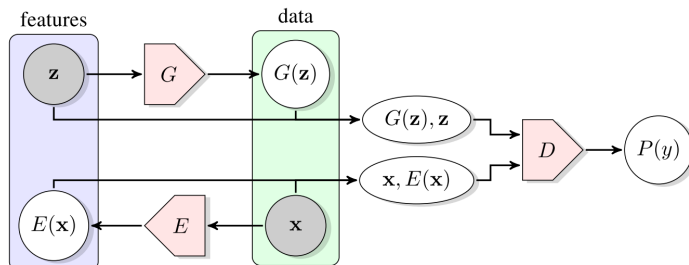 features
data
z
G
G(z)
G(z), z
D
P(y)
x, E(x)
E(x)
E
x